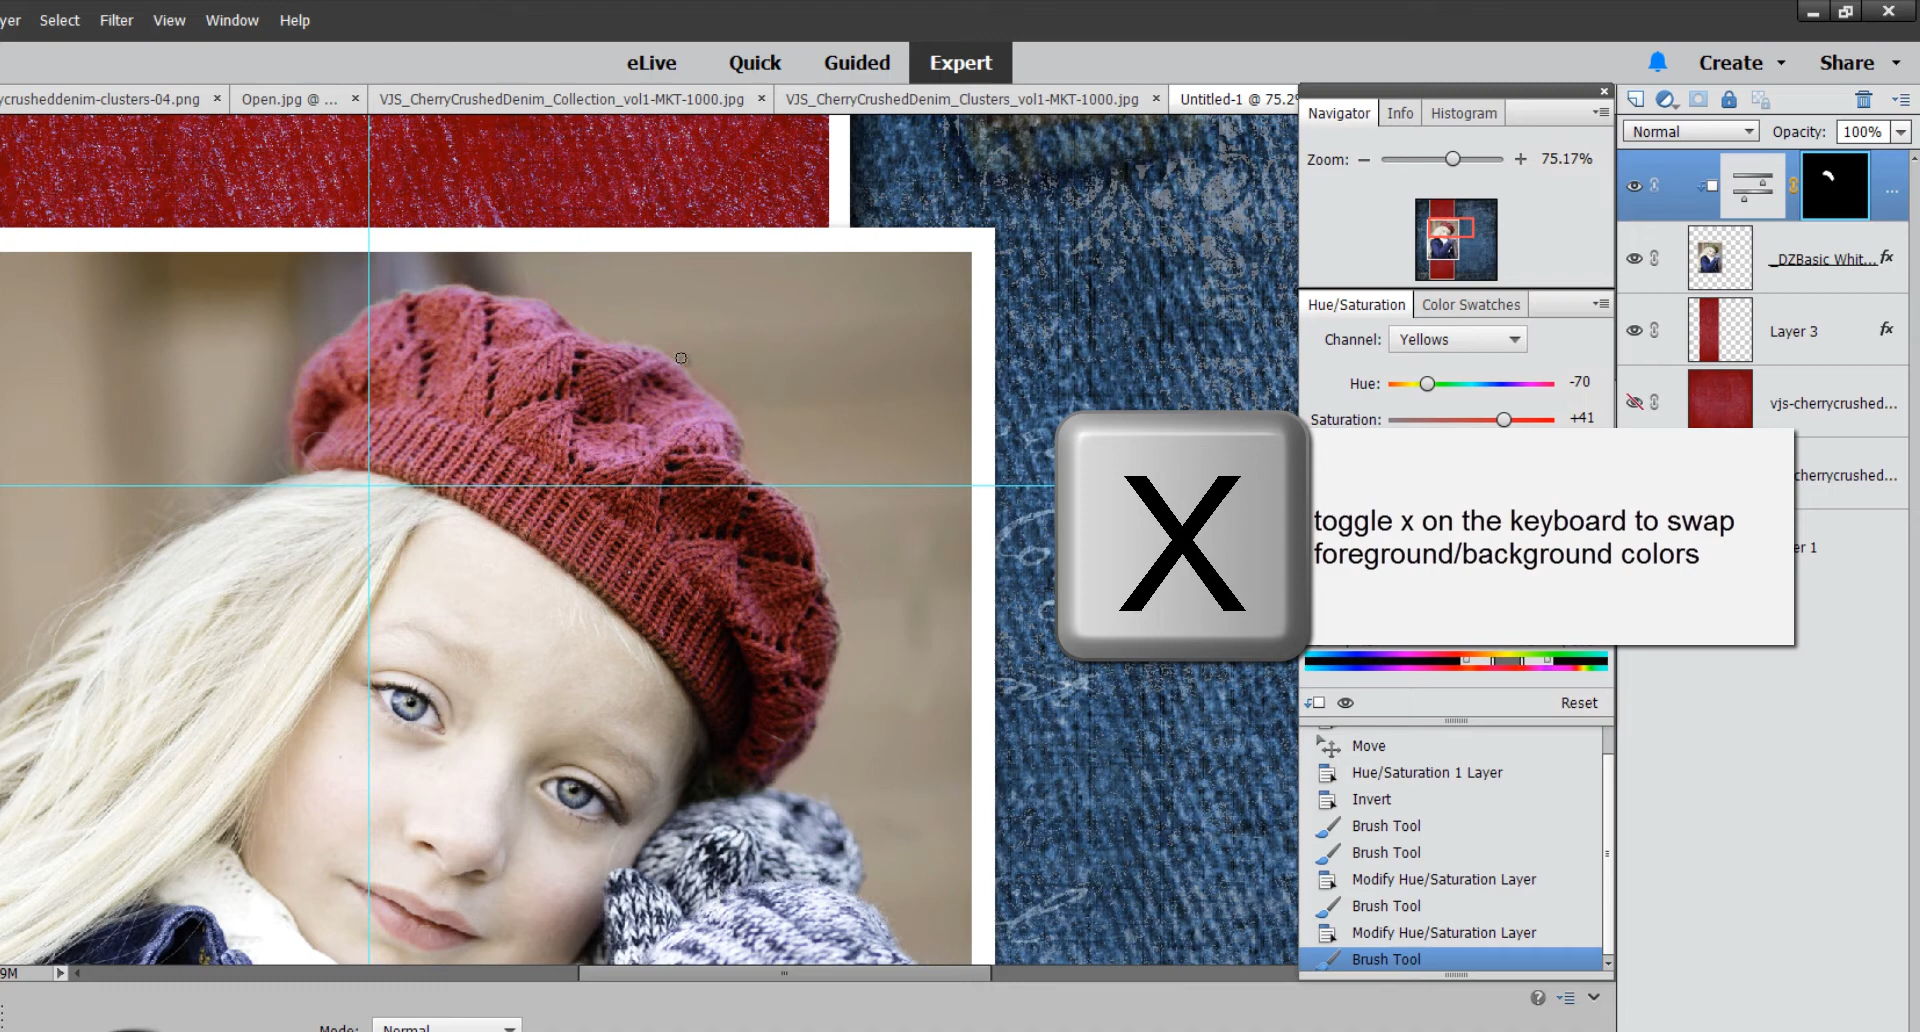 yer Select Filter View Window Help
eLive Quick Guided Expert
Create Share
ycrusheddenim-clusters-04.png × Open.jpg @ ... × VJS_CherryCrushedDenim_Collection_vol1-MKT-1000.jpg × VJS_CherryCrushedDenim_Clusters_vol1-MKT-1000.jpg × Untitled-1 @ 75.2%
Navigator Info Histogram
Zoom: 75.17%
Normal Opacity: 100%
...
_DZBasic Whit... fx
Layer 3 fx
vjs-cherrycrushed...
cherrycrushed...
er 1
Hue/Saturation Color Swatches
Channel: Yellows
Hue: -70
Saturation: +41
X
toggle x on the keyboard to swap
foreground/background colors
Reset
Move
Hue/Saturation 1 Layer
Invert
Brush Tool
Brush Tool
Modify Hue/Saturation Layer
Brush Tool
Modify Hue/Saturation Layer
Brush Tool
9M
Mode: Normal